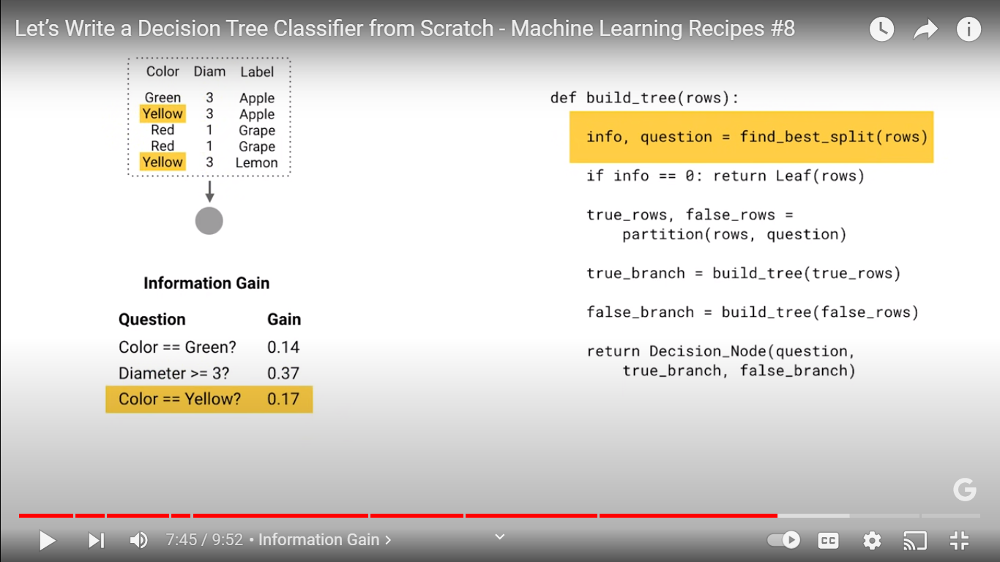 Let’s Write a Decision Tree Classifier from Scratch - Machine Learning Recipes #8
Color Diam Label
Green 3 Apple
Yellow 3 Apple
Red 1 Grape
Red 1 Grape
Yellow 3 Lemon
Information Gain
Question Gain
Color == Green? 0.14
Diameter >= 3? 0.37
Color == Yellow? 0.17
def build_tree(rows):
info, question = find_best_split(rows)
if info == 0: return Leaf(rows)
true_rows, false_rows =
partition(rows, question)
true_branch = build_tree(true_rows)
false_branch = build_tree(false_rows)
return Decision_Node(question,
true_branch, false_branch)
G
7:45 / 9:52 • Information Gain
CC